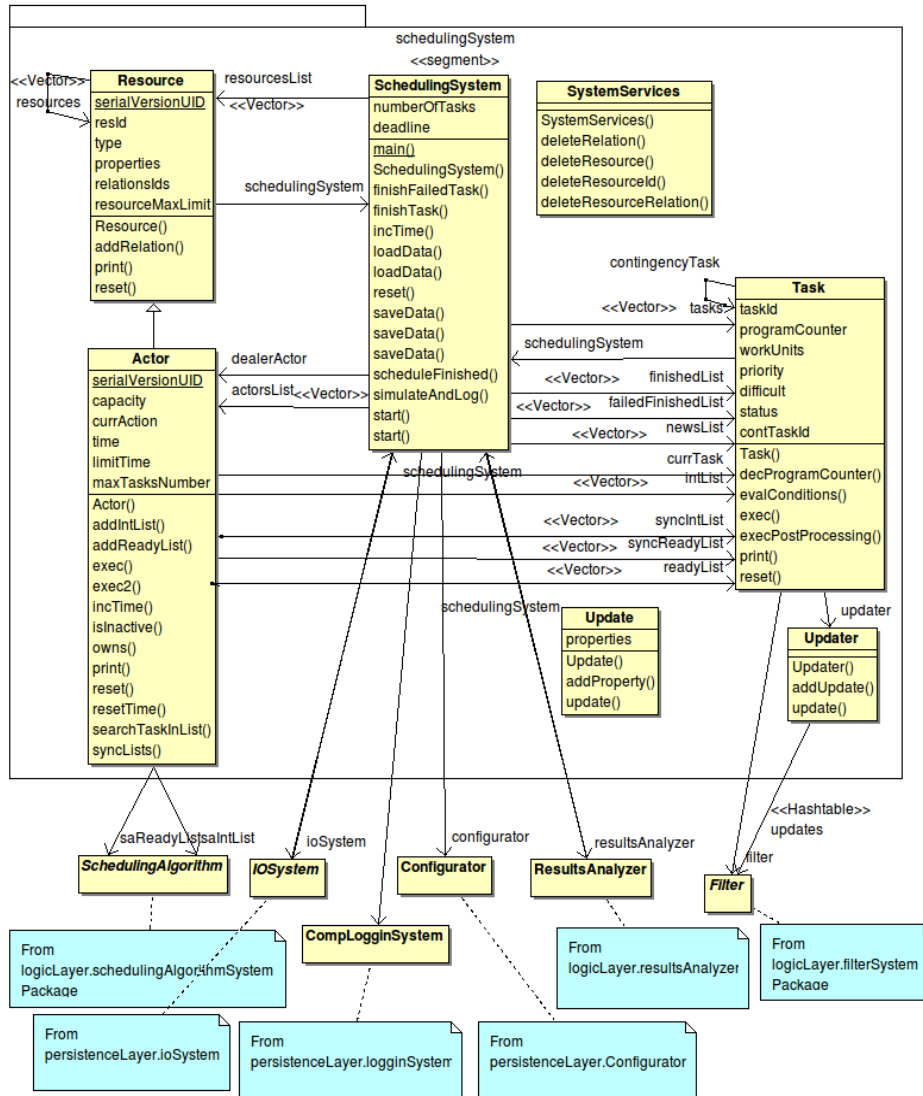 schedulingSystem
<<segment>>
Resource
serialVersionUID
resId
type
properties
relationsIds
resourceMaxLimit
Resource()
addRelation()
print()
reset()
<<Vector>>
resources
resourcesList
<<Vector>>
schedulingSystem
SchedulingSystem
numberOfTasks
deadline
main()
SchedulingSystem()
finishFailedTask()
finishTask()
incTime()
loadData()
loadData()
reset()
saveData()
saveData()
saveData()
scheduleFinished()
simulateAndLog()
start()
start()
SystemServices
SystemServices()
deleteRelation()
deleteResource()
deleteResourceId()
deleteResourceRelation()
contingencyTask
<<Vector>>
tasks
schedulingSystem
<<Vector>>
finishedList
<<Vector>>
failedFinishedList
<<Vector>>
newsList
Task
taskId
programCounter
workUnits
priority
difficult
status
contTaskId
Task()
decProgramCounter()
evalConditions()
exec()
execPostProcessing()
print()
reset()
dealerActor
actorsList
<<Vector>>
Actor
serialVersionUID
capacity
currAction
time
limitTime
maxTasksNumber
Actor()
addIntList()
addReadyList()
exec()
exec2()
incTime()
isInactive()
owns()
print()
reset()
resetTime()
searchTaskInList()
syncLists()
schedulingSystem
currTask
<<Vector>>
intList
<<Vector>>
syncIntList
<<Vector>>
syncReadyList
<<Vector>>
readyList
schedulingSystem
Update
properties
Update()
addProperty()
update()
updater
Updater
Updater()
addUpdate()
update()
<<Hashtable>>
updates
filter
saReadyList
saIntList
ioSystem
configurator
resultsAnalyzer
SchedulingAlgorithm
IOSystem
Configurator
ResultsAnalyzer
Filter
CompLogginSystem
From
logicLayer.schedulingAlgorithmSystem
Package
From
logicLayer.resultsAnalyzer
From
logicLayer.filterSystem
Package
From
persistenceLayer.ioSystem
From
persistenceLayer.logginSystem
From
persistenceLayer.Configurator